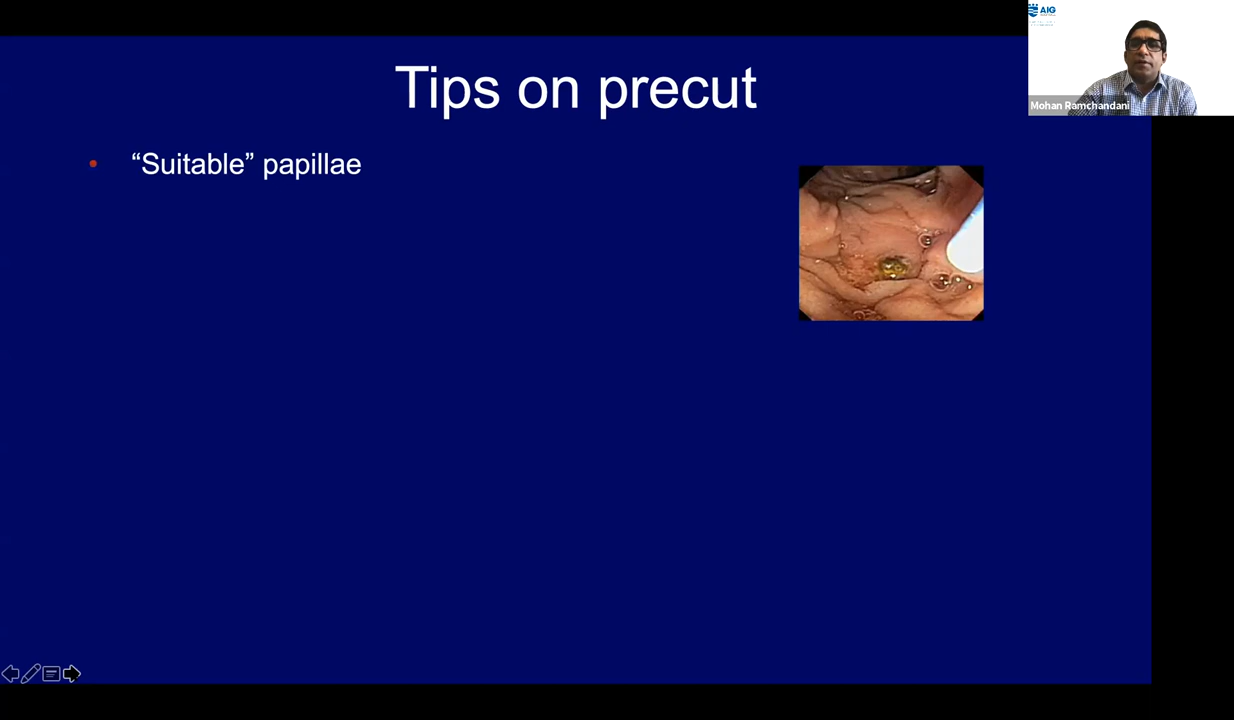 AIG
Mohan Ramchandani
Tips on precut
• “Suitable” papillae